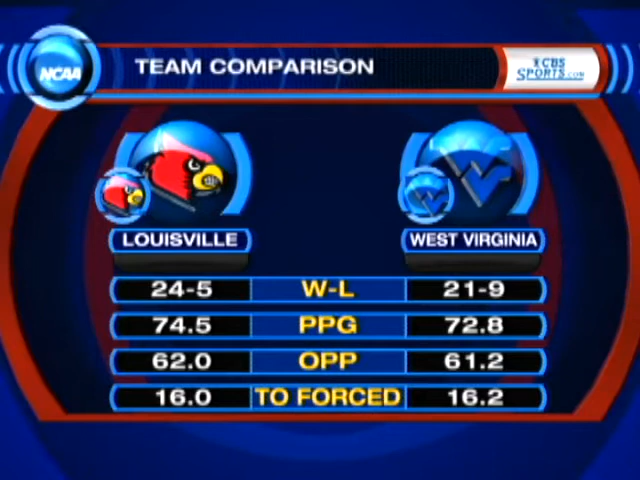 NCAA
TEAM COMPARISON
CBS
SPORTS.COM
LOUISVILLE
WEST VIRGINIA
24-5 W-L 21-9
74.5 PPG 72.8
62.0 OPP 61.2
16.0 TO FORCED 16.2